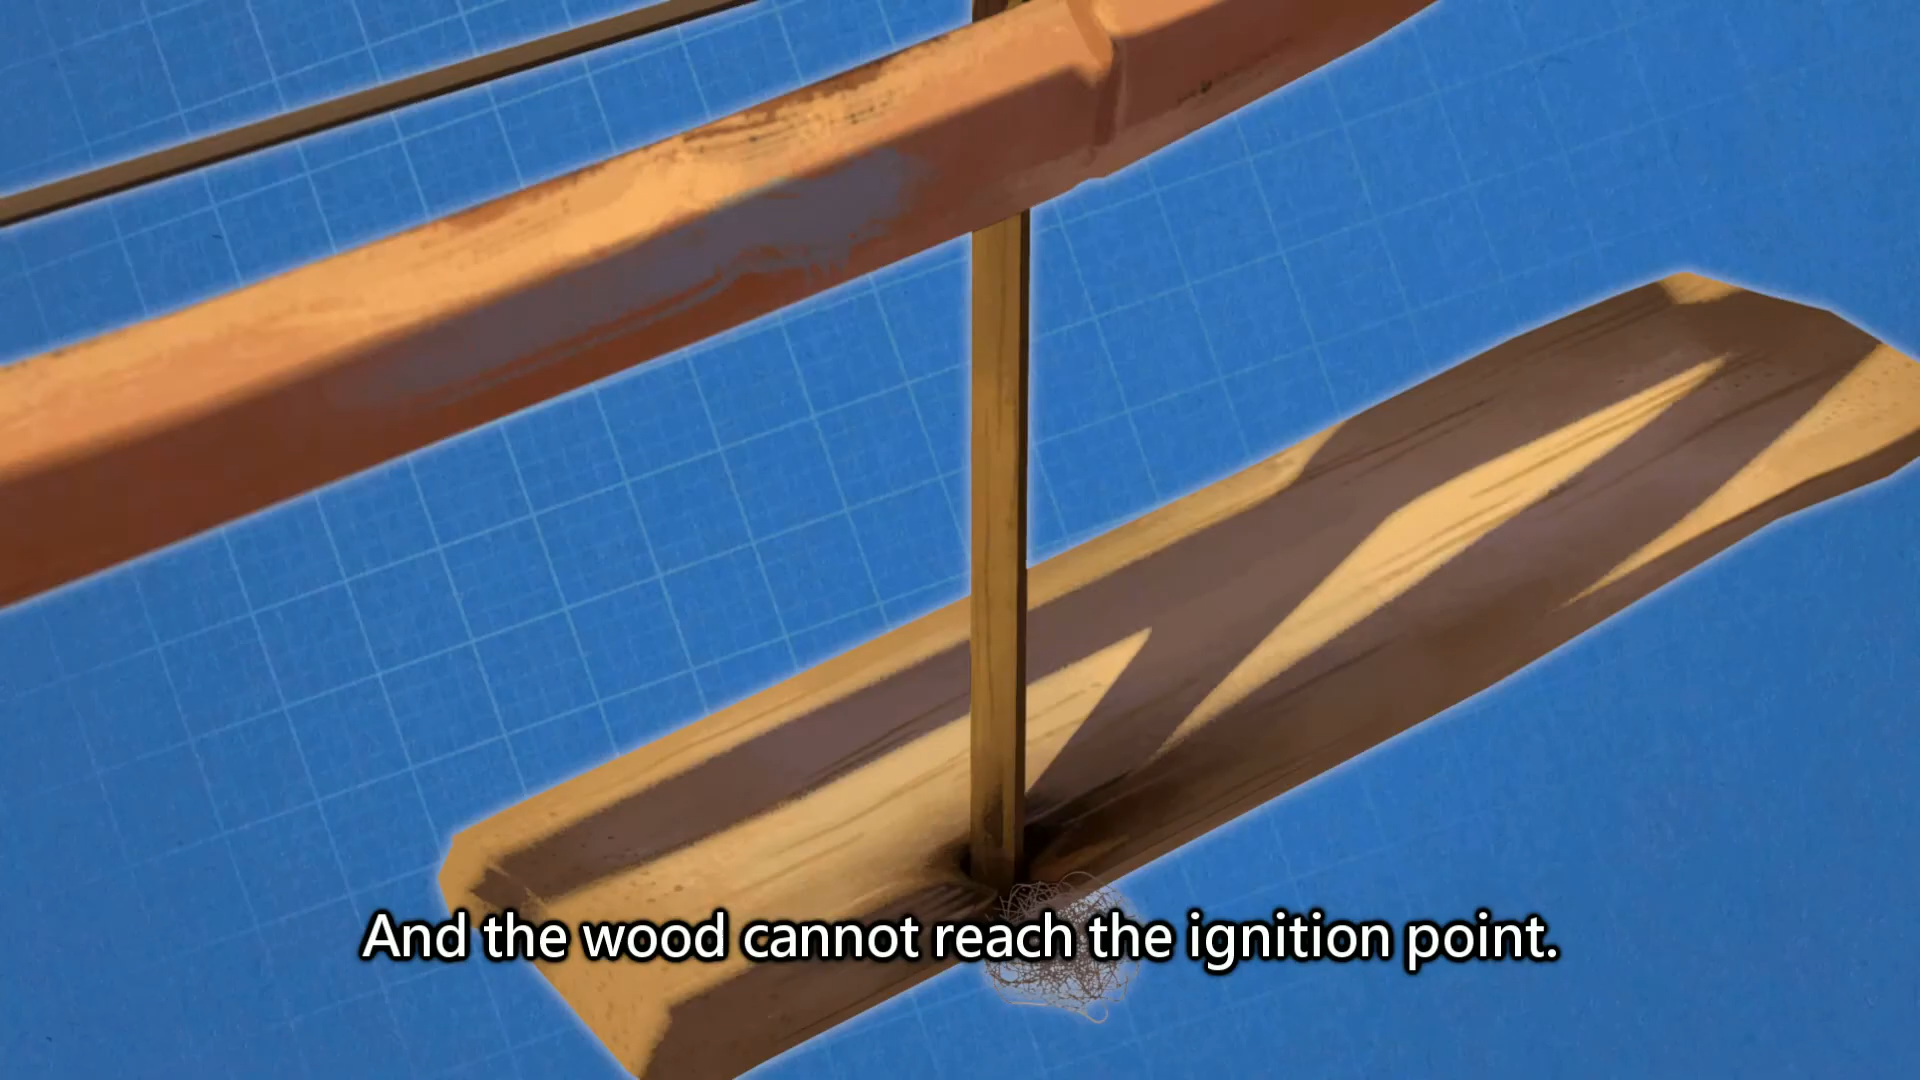 And the wood cannot reach the ignition point.